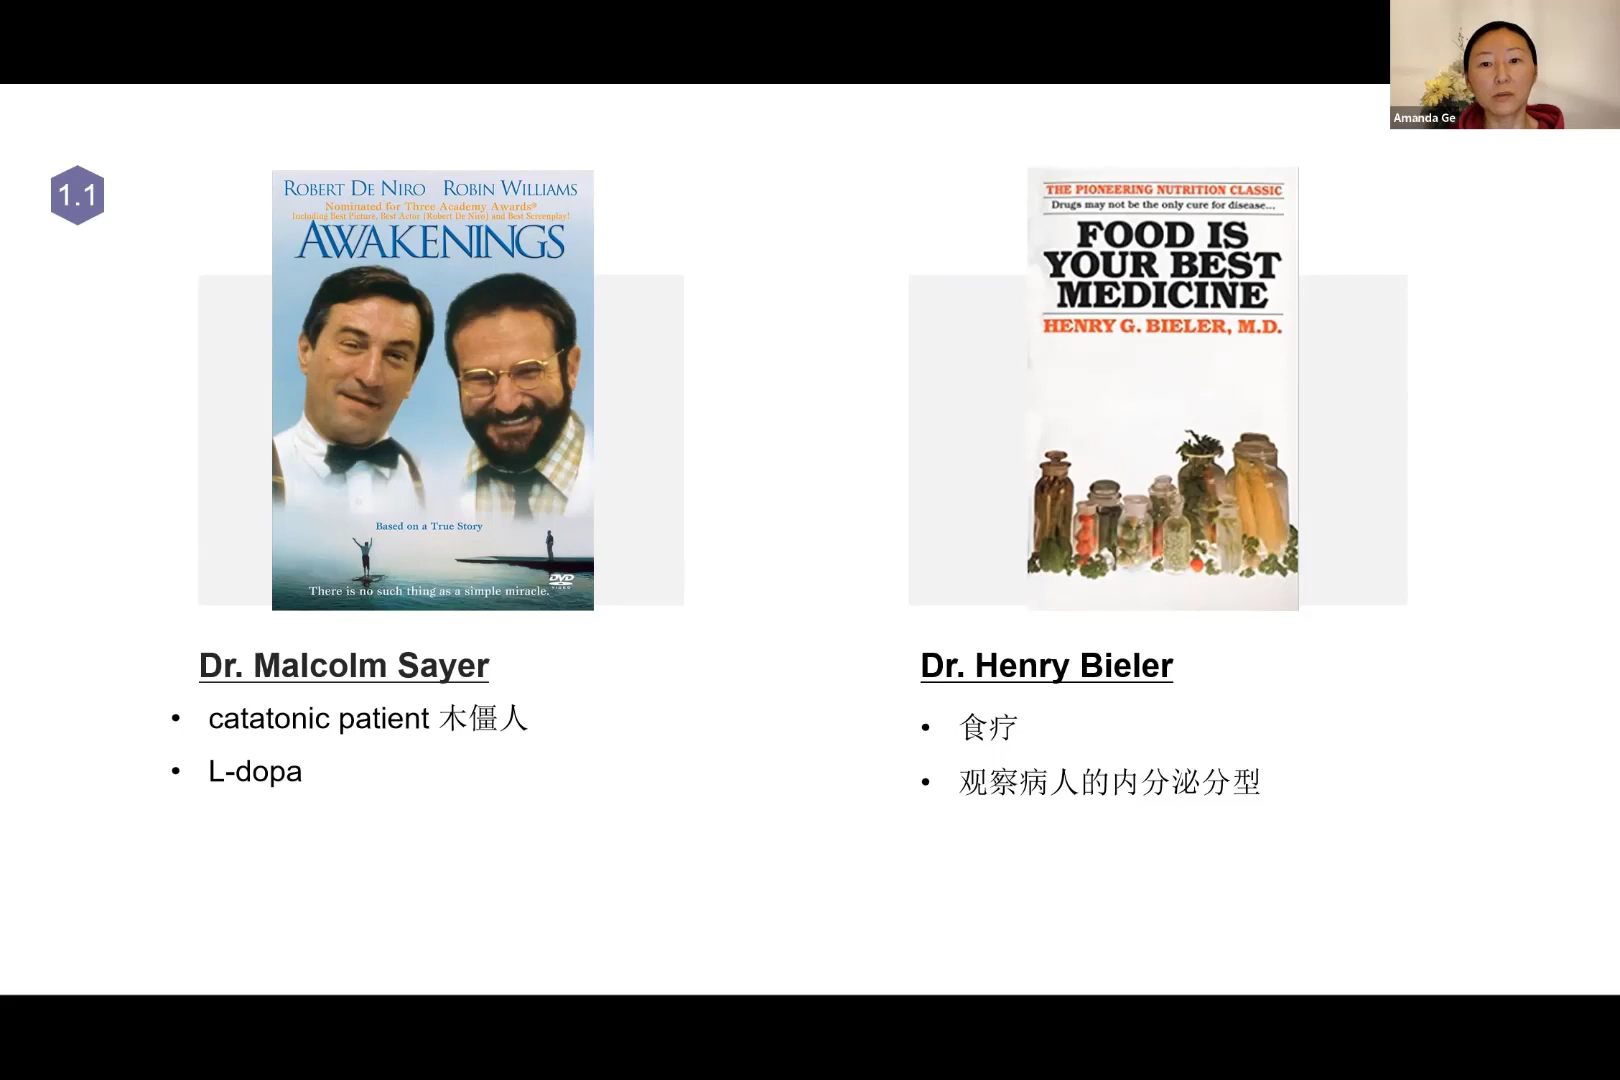 Amanda Ge
1.1
ROBERT DE NIRO ROBIN WILLIAMS
Nominated for Three Academy Awards®
Including Best Picture, Best Actor (Robert De Niro) and Best Screenplay!
AWAKENINGS
Based on a True Story
There is no such thing as a simple miracle.
DVD
VIDEO
Dr. Malcolm Sayer
• catatonic patient 木僵人
• L-dopa
THE PIONEERING NUTRITION CLASSIC
Drugs may not be the only cure for disease...
FOOD IS
YOUR BEST
MEDICINE
HENRY G. BIELER, M.D.
Dr. Henry Bieler
• 食疗
• 观察病人的内分泌分型